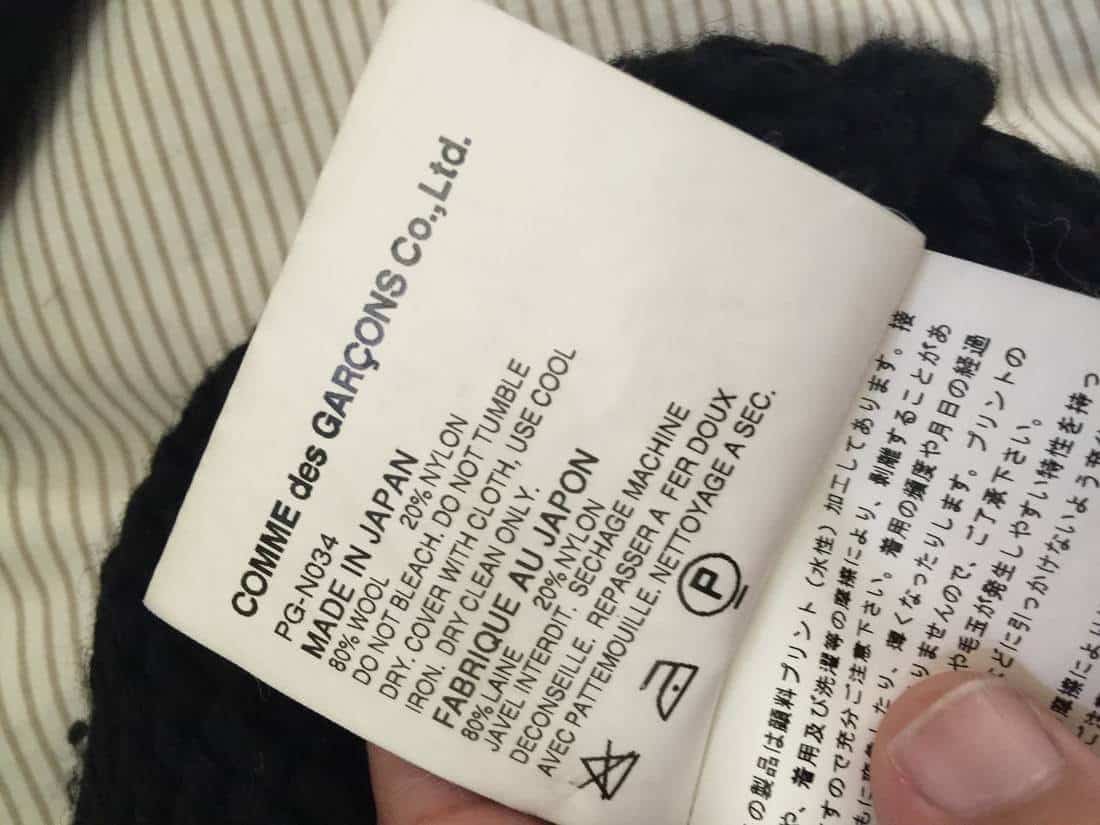 COMME des GARÇONS Co.,Ltd.
PG-N034
MADE IN JAPAN
80% WOOL 20% NYLON
DO NOT BLEACH. DO NOT TUMBLE
DRY. COVER WITH CLOTH, USE COOL
IRON. DRY CLEAN ONLY.
FABRIQUE AU JAPON
80% LAINE 20% NYLON
JAVEL INTERDIT. SECHAGE MACHINE
DECONSEILLE. REPASSER A FER DOUX
AVEC PATTEMOUILLE. NETTOYAGE A SEC.
P
の製品は顔料プリント(水性)加工してあります。接
や、着用及び洗濯等の摩擦により、剥離することがあ
すので充分ご注意下さい。着用の頻度や月日の経過
たり、薄くなったりします。プリントの
りませんので、ご了承下さい。
や毛玉が発生しやすい特性を持つ
どに引っかけないよう
摩擦により